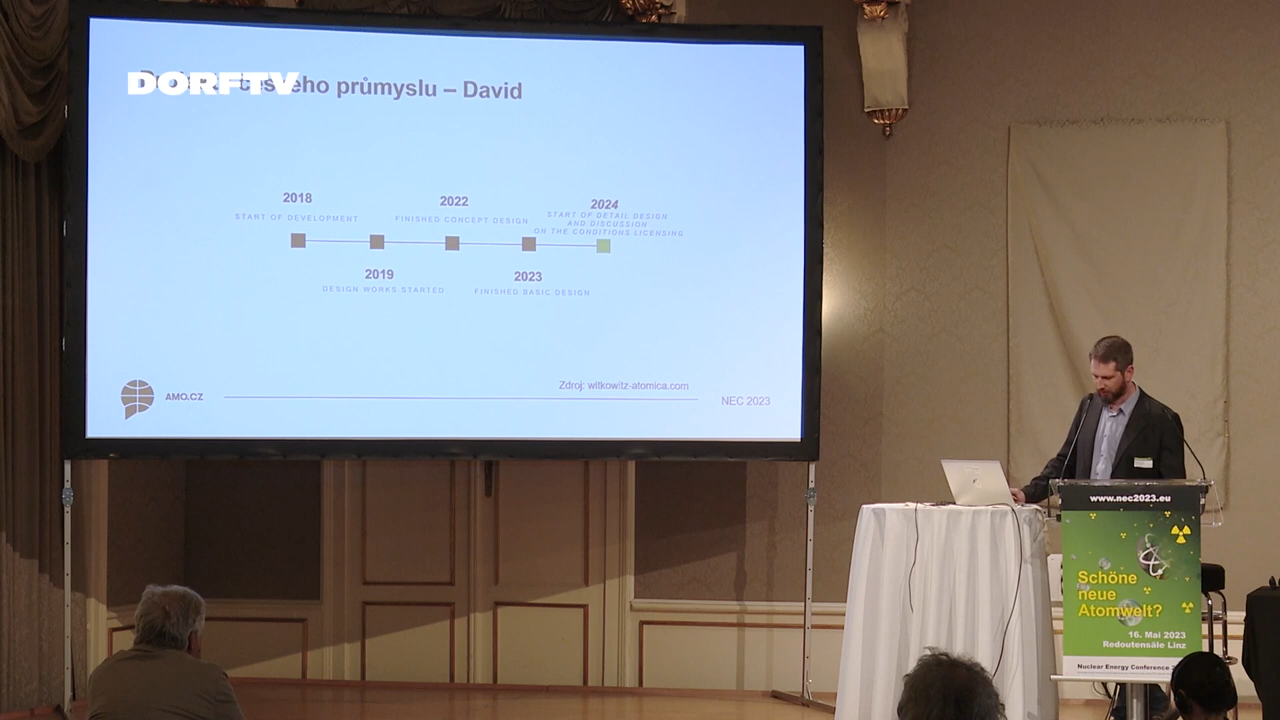 DORFTV
českého průmyslu – David
2018
START OF DEVELOPMENT
2022
FINISHED CONCEPT DESIGN
2024
START OF DETAIL DESIGN
AND DISCUSSION
ON THE CONDITIONS LICENSING
2019
DESIGN WORKS STARTED
2023
FINISHED BASIC DESIGN
Zdroj: witkowitz-atomica.com
AMO.CZ
NEC 2023
www.nec2023.eu
Schöne
neue
Atomwelt?
16. Mai 2023
Redoutensäle Linz
Nuclear Energy Conference